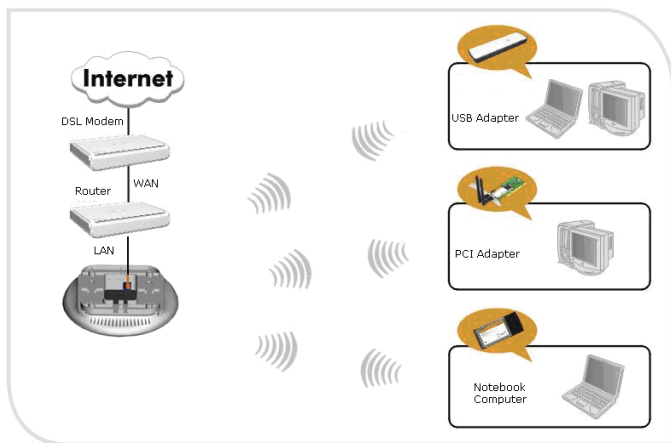 Internet
DSL Modem
WAN
Router
LAN
USB Adapter
PCI Adapter
Notebook
Computer